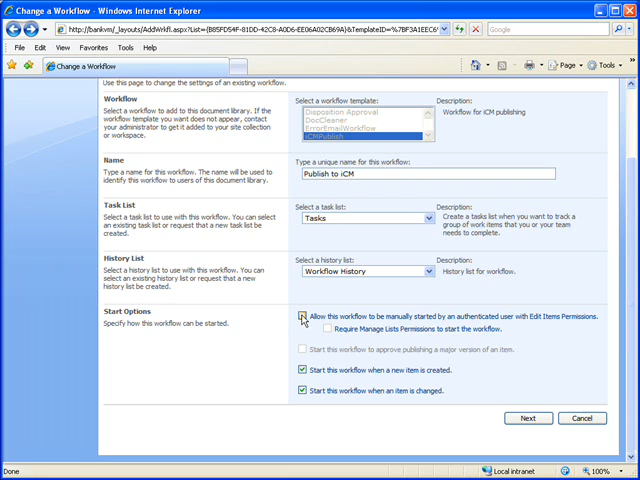 Change a Workflow - Windows Internet Explorer
http://bankvm/_layouts/AddWrkfl.aspx?List={B85FD54F-81DD-42C8-A0D6-EE06A02CB69A}&TemplateID=%7BF3A1EEC6
Search
File Edit View Favorites Tools Help
Change a Workflow
Page Tools
Use this page to change the settings of an existing workflow.
Workflow
Select a workflow to add to this document library. If the
workflow template you want does not appear, contact
your administrator to get it added to your site collection
or workspace.
Select a workflow template:
Disposition Approval
DocCleaner
ErrorEmailWorkflow
iCMPublish
Description:
Workflow for iCM publishing
Name
Type a name for this workflow. The name will be used to
identify this workflow to users of this document library.
Type a unique name for this workflow:
Publish to iCM
Task List
Select a task list to use with this workflow. You can select
an existing task list or request that a new task list be
created.
Select a task list:
Tasks
Description:
Create a tasks list when you want to track a
group of work items that you or your team
needs to complete.
History List
Select a history list to use with this workflow. You can
select an existing history list or request that a new
history list be created.
Select a history list:
Workflow History
Description:
History list for workflow.
Start Options
Specify how this workflow can be started.
Allow this workflow to be manually started by an authenticated user with Edit Items Permissions.
Require Manage Lists Permissions to start the workflow.
Start this workflow to approve publishing a major version of an item.
Start this workflow when a new item is created.
Start this workflow when an item is changed.
Next
Cancel
Done
Local intranet
100%